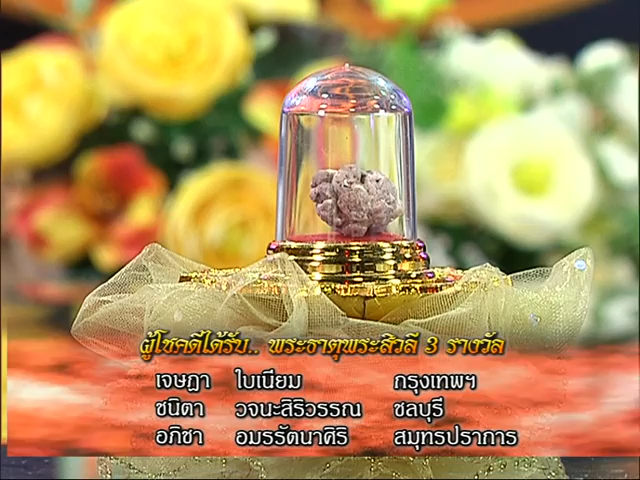 ผู้โชคดีได้รับ.. พระธาตุพระสิวลี 3 รางวัล
เจษฎา ใบเนียม กรุงเทพฯ
ชนิตา วจนะสิริวรรณ ชลบุรี
อภิชา อมรรัตนาศิริ สมุทรปราการ